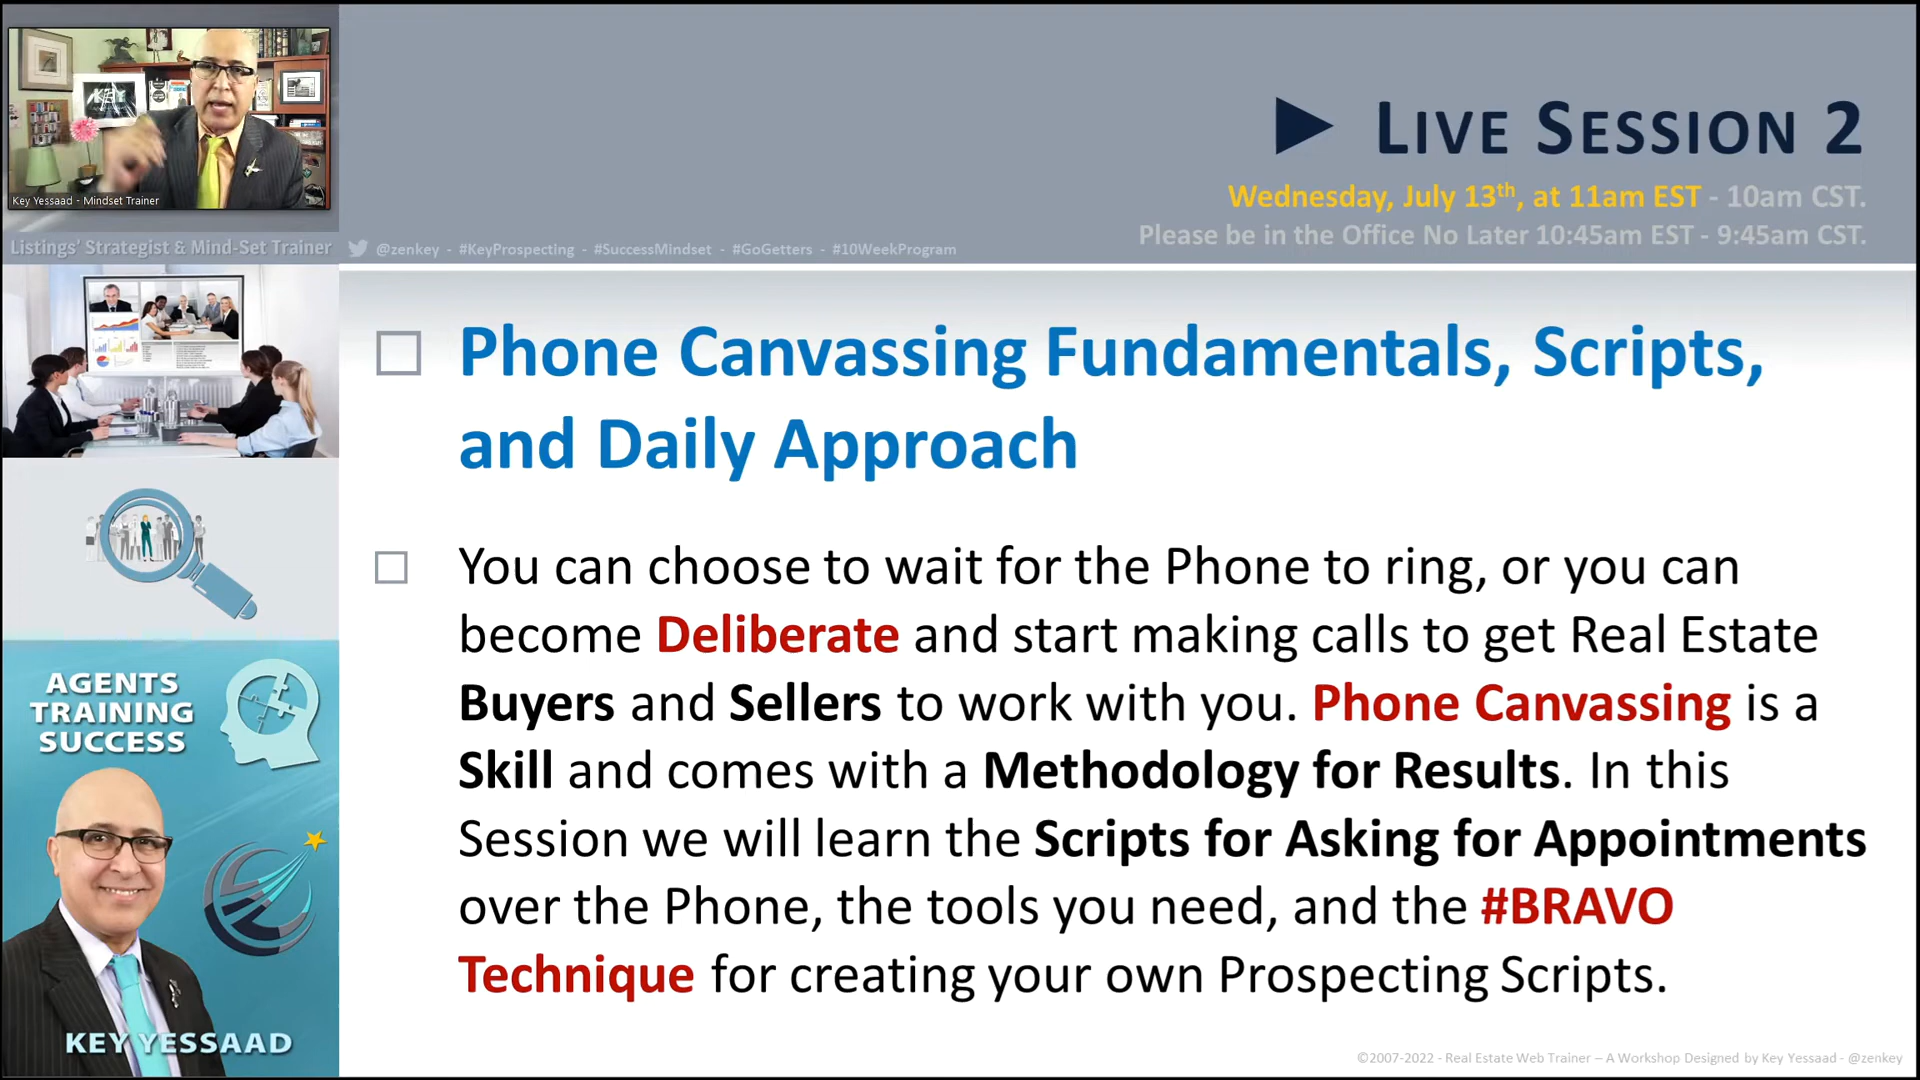 KEY
Key Yessaad - Mindset Trainer
Listings' Strategist & Mind-Set Trainer
► LIVE SESSION 2
Wednesday, July 13th, at 11am EST - 10am CST.
Please be in the Office No Later 10:45am EST - 9:45am CST.
@zenkey - #KeyProspecting - #SuccessMindset - #GoGetters - #10WeekProgram
Phone Canvassing Fundamentals, Scripts,
and Daily Approach
You can choose to wait for the Phone to ring, or you can
become Deliberate and start making calls to get Real Estate
Buyers and Sellers to work with you. Phone Canvassing is a
Skill and comes with a Methodology for Results. In this
Session we will learn the Scripts for Asking for Appointments
over the Phone, the tools you need, and the #BRAVO
Technique for creating your own Prospecting Scripts.
AGENTS
TRAINING
SUCCESS
KEY YESSAAD
©2007-2022 - Real Estate Web Trainer – A Workshop Designed by Key Yessaad - @zenkey